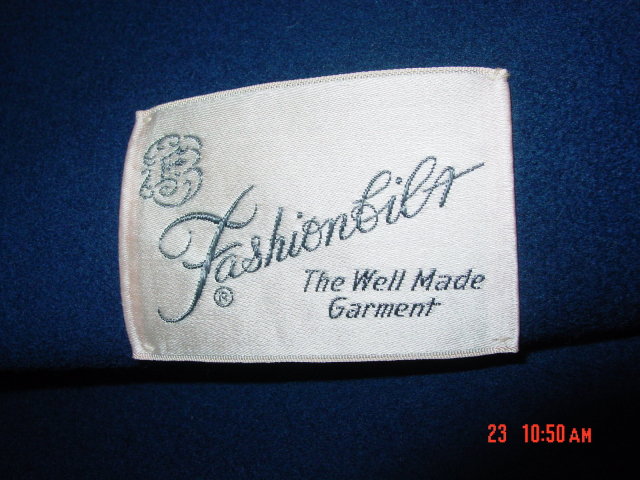 Fashionbilt
®
The Well Made
Garment
23 10:50 AM